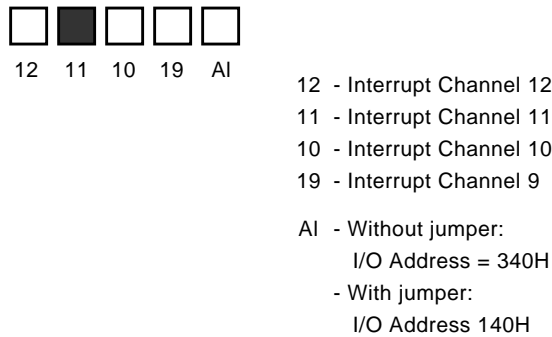 12 11 10 19 AI
12 - Interrupt Channel 12
11 - Interrupt Channel 11
10 - Interrupt Channel 10
19 - Interrupt Channel 9
AI - Without jumper:
I/O Address = 340H
- With jumper:
I/O Address 140H